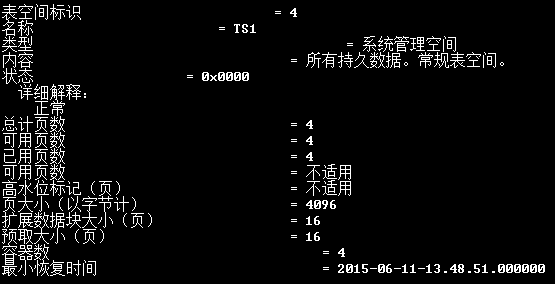 表空间标识 = 4
名称 = TS1
类型 = 系统管理空间
内容 = 所有持久数据。常规表空间。
状态 = 0x0000
详细解释：
正常
总计页数 = 4
可用页数 = 4
已用页数 = 4
可用页数 = 不适用
高水位标记（页） = 不适用
页大小（以字节计） = 4096
扩展数据块大小（页） = 16
预取大小（页） = 16
容器数 = 4
最小恢复时间 = 2015-06-11-13.48.51.000000